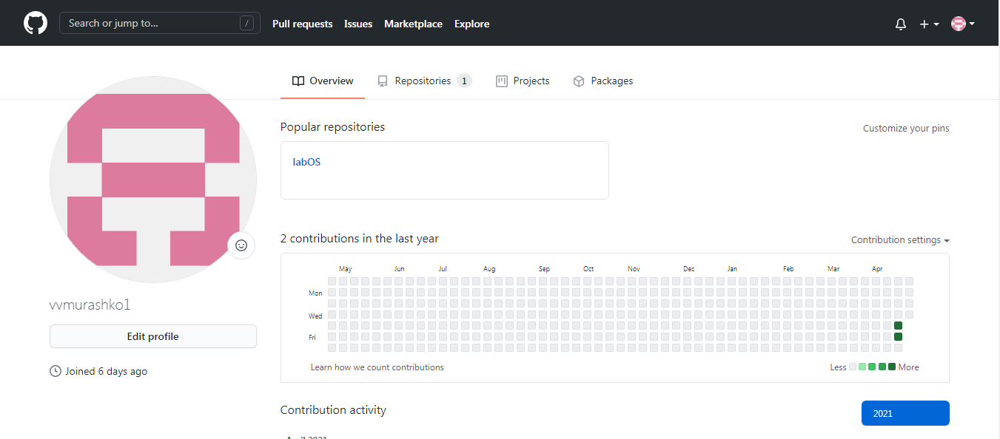 Search or jump to... / Pull requests Issues Marketplace Explore
Overview Repositories 1 Projects Packages
Popular repositories Customize your pins
labOS
2 contributions in the last year Contribution settings
May Jun Jul Aug Sep Oct Nov Dec Jan Feb Mar Apr
Mon
Wed
Fri
Learn how we count contributions Less More
vvmurashko1
Edit profile
Joined 6 days ago
Contribution activity 2021
April 2021